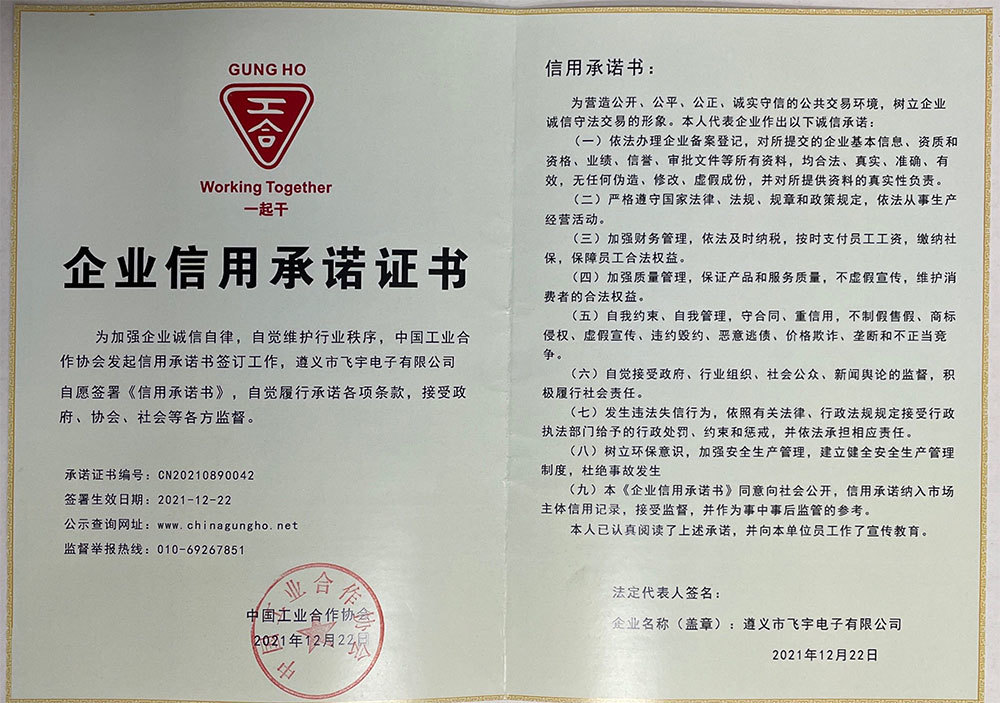 GUNG HO
工合
Working Together
一起干
企业信用承诺证书
为加强企业诚信自律，自觉维护行业秩序，中国工业合
作协会发起信用承诺书签订工作，遵义市飞宇电子有限公司
自愿签署《信用承诺书》，自觉履行承诺各项条款，接受政
府、协会、社会等各方监督。
承诺证书编号：CN20210890042
签署生效日期：2021-12-22
公示查询网址：www.chinagungho.net
监督举报热线：010-69267851
中国工业合作协会
2021年12月22日
中国工业合作协会
信用承诺书：
为营造公开、公平、公正、诚实守信的公共交易环境，树立企业
诚信守法交易的形象。本人代表企业作出以下诚信承诺：
（一）依法办理企业备案登记，对所提交的企业基本信息、资质和
资格、业绩、信誉、审批文件等所有资料，均合法、真实、准确、有
效，无任何伪造、修改、虚假成份，并对所提供资料的真实性负责。
（二）严格遵守国家法律、法规、规章和政策规定，依法从事生产
经营活动。
（三）加强财务管理，依法及时纳税，按时支付员工工资，缴纳社
保，保障员工合法权益。
（四）加强质量管理，保证产品和服务质量，不虚假宣传，维护消
费者的合法权益。
（五）自我约束、自我管理，守合同、重信用，不制假售假、商标
侵权、虚假宣传、违约毁约、恶意逃债、价格欺诈、垄断和不正当竞
争。
（六）自觉接受政府、行业组织、社会公众、新闻舆论的监督，积
极履行社会责任。
（七）发生违法失信行为，依照有关法律、行政法规规定接受行政
执法部门给予的行政处罚、约束和惩戒，并依法承担相应责任。
（八）树立环保意识，加强安全生产管理，建立健全安全生产管理
制度，杜绝事故发生
（九）本《企业信用承诺书》同意向社会公开，信用承诺纳入市场
主体信用记录，接受监督，并作为事中事后监管的参考。
本人已认真阅读了上述承诺，并向本单位员工作了宣传教育。
法定代表人签名：
企业名称（盖章）：遵义市飞宇电子有限公司
2021年12月22日